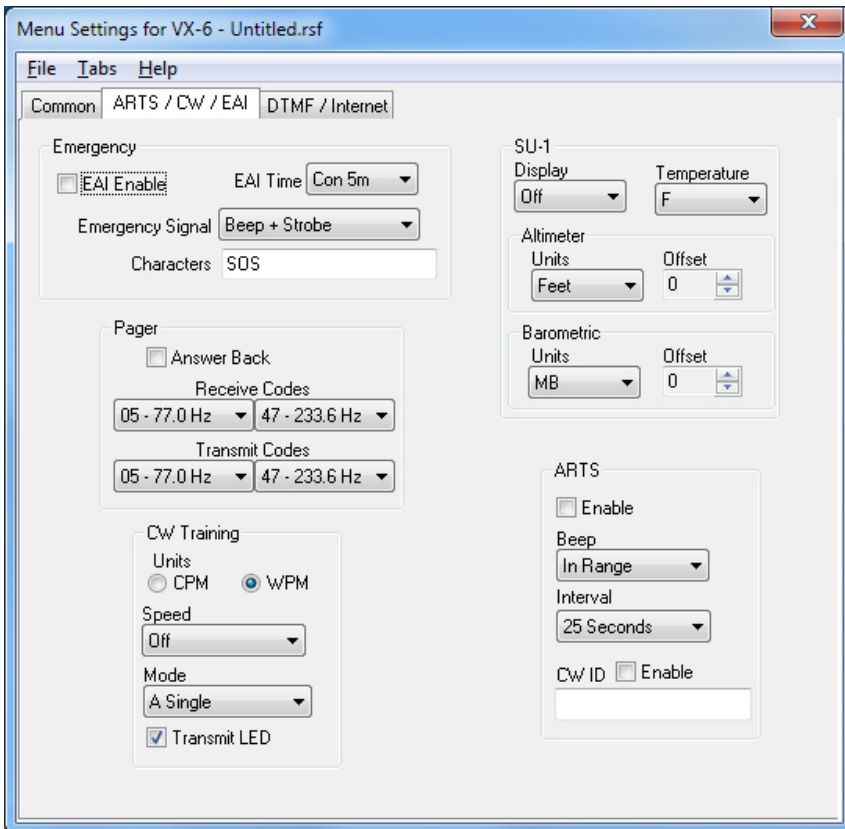 Menu Settings for VX-6 - Untitled.rsf
x
File Tabs Help
Common ARTS / CW / EAI DTMF / Internet
Emergency
EAI Enable
EAI Time Con 5m
Emergency Signal Beep + Strobe
Characters SOS
Pager
Answer Back
Receive Codes
05 - 77.0 Hz 47 - 233.6 Hz
Transmit Codes
05 - 77.0 Hz 47 - 233.6 Hz
CW Training
Units
CPM WPM
Speed
Off
Mode
A Single
Transmit LED
SU-1
Display Temperature
Off F
Altimeter
Units Offset
Feet 0
Barometric
Units Offset
MB 0
ARTS
Enable
Beep
In Range
Interval
25 Seconds
CW ID Enable